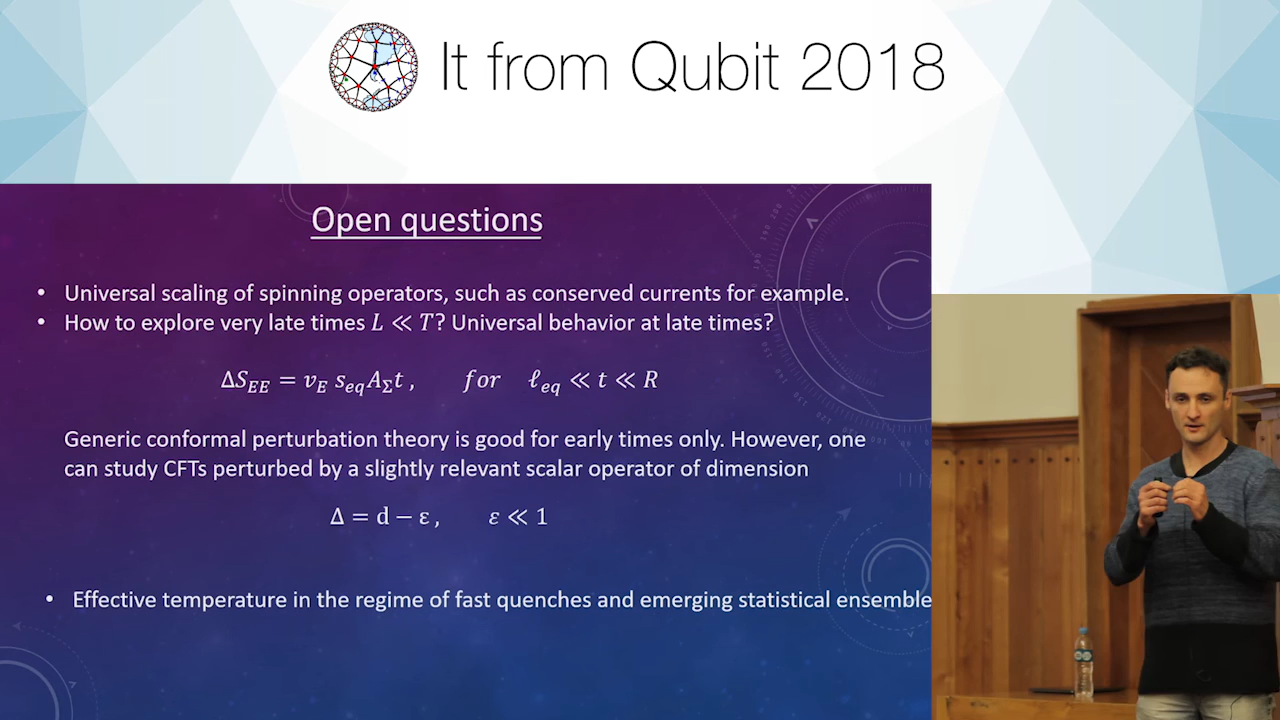 It from Qubit 2018
Open questions
• Universal scaling of spinning operators, such as conserved currents for example.
• How to explore very late times L ≪ T? Universal behavior at late times?
ΔS_EE = v_E s_eq A_Σ t , for ℓ_eq ≪ t ≪ R
Generic conformal perturbation theory is good for early times only. However, one
can study CFTs perturbed by a slightly relevant scalar operator of dimension
Δ = d − ε , ε ≪ 1
• Effective temperature in the regime of fast quenches and emerging statistical ensemble